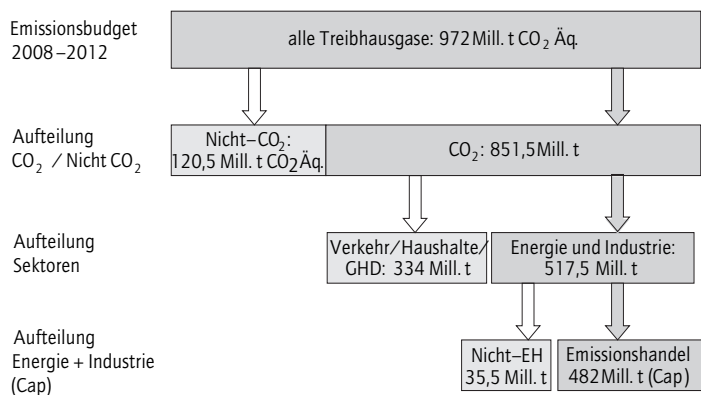 Emissionsbudget
2008–2012
alle Treibhausgase: 972 Mill. t CO₂ Äq.
Aufteilung
CO₂ / Nicht CO₂
Nicht–CO₂:
120,5 Mill. t CO₂Äq.
CO₂: 851,5 Mill. t
Aufteilung
Sektoren
Verkehr/Haushalte/
GHD: 334 Mill. t
Energie und Industrie:
517,5 Mill. t
Aufteilung
Energie + Industrie
(Cap)
Nicht–EH
35,5 Mill. t
Emissionshandel
482 Mill. t (Cap)